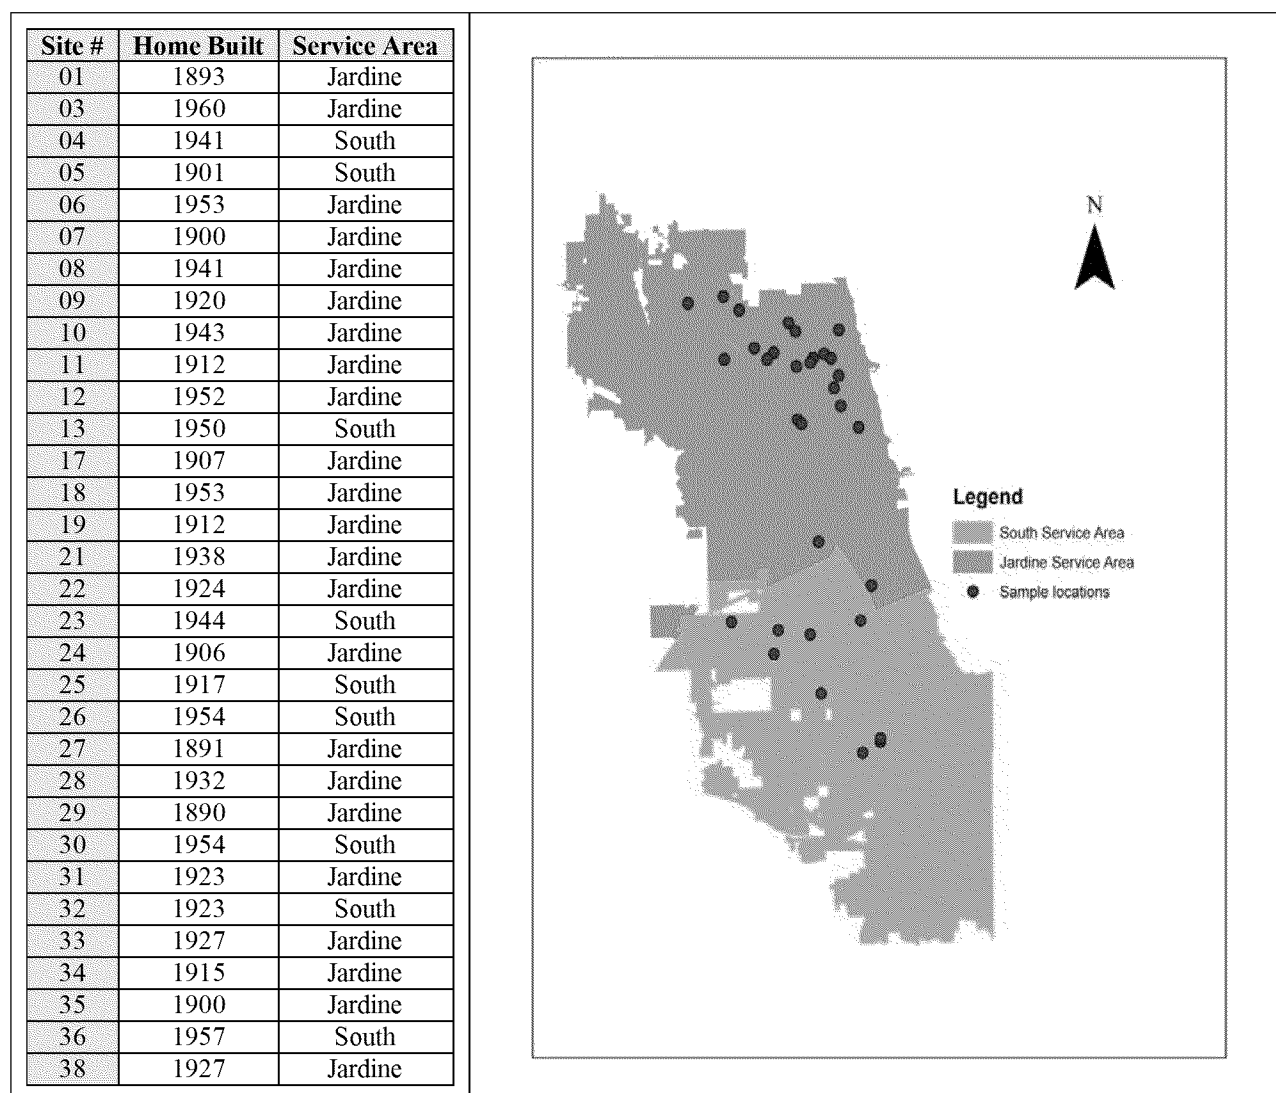 Site # Home Built Service Area
01 1893 Jardine
03 1960 Jardine
04 1941 South
05 1901 South
06 1953 Jardine
07 1900 Jardine
08 1941 Jardine
09 1920 Jardine
10 1943 Jardine
11 1912 Jardine
12 1952 Jardine
13 1950 South
17 1907 Jardine
18 1953 Jardine
19 1912 Jardine
21 1938 Jardine
22 1924 Jardine
23 1944 South
24 1906 Jardine
25 1917 South
26 1954 South
27 1891 Jardine
28 1932 Jardine
29 1890 Jardine
30 1954 South
31 1923 Jardine
32 1923 South
33 1927 Jardine
34 1915 Jardine
35 1900 Jardine
36 1957 South
38 1927 Jardine
N
Legend
South Service Area
Jardine Service Area
Sample locations